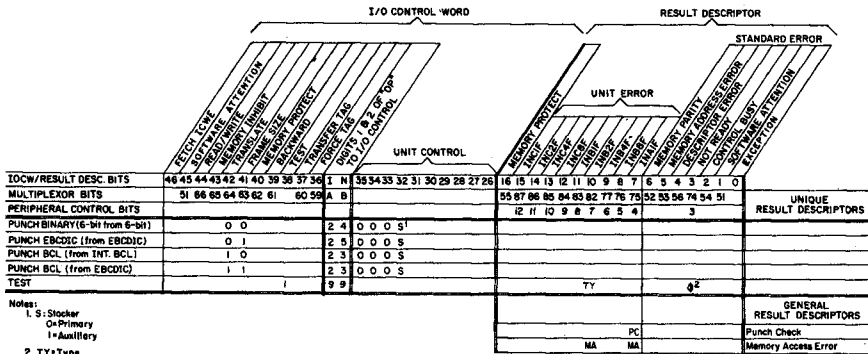 I/O CONTROL WORD
RESULT DESCRIPTOR
STANDARD ERROR
UNIT ERROR
FETCH IOWE
SOFTWARE ATTENTION
READ/WRITE
MEMORY INHIBIT
TRANSLATE
FRAME SIZE
MEMORY PROTECT
BACKWARD
TEST
TRANSFER TAG
FORCE TAG
DIGITS 1 & 2 OF "OP"
TO I/O CONTROL
UNIT CONTROL
MEMORY PROTECT
MEMORY PARITY
MEMORY ADDRESS ERROR
DESCRIPTOR ERROR
NOT READY
CONTROL BUSY
SOFTWARE ATTENTION
EXCEPTION
IOCW/RESULT DESC. BITS 46 45 44 43 42 41 40 39 38 37 36 I N 35 34 33 32 31 30 29 28 27 26 16 15 14 13 12 11 10 9 8 7 6 5 4 3 2 1 0
MULTIPLEXOR BITS 51 66 65 64 63 62 61 60 59 A B 55 87 86 85 84 83 82 77 76 75 52 53 56 74 54 51
PERIPHERAL CONTROL BITS 12 11 10 9 8 7 6 5 4 3
UNIQUE
RESULT DESCRIPTORS
PUNCH BINARY (6-bit from 6-bit) 0 0 2 4 0 0 0 S1
PUNCH EBCDIC (from EBCDIC) 0 1 2 5 0 0 0 S
PUNCH BCL (from INT. BCL) 1 0 2 3 0 0 0 S
PUNCH BCL (from EBCDIC) 1 1 2 3 0 0 0 S
TEST 1 9 9 TY
GENERAL
RESULT DESCRIPTORS
PC Punch Check
MA MA Memory Access Error
Notes:
1. S: Stacker
0=Primary
1=Auxiliary
2. TY=Type